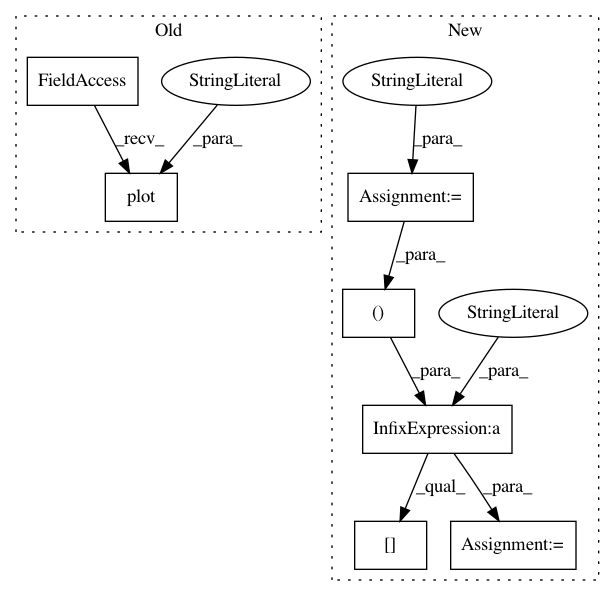 Old
New
FieldAccess
StringLiteral
StringLiteral
_recv_
_para_
_para_
plot
Assignment:=
_para_
()
StringLiteral
_para_
_para_
InfixExpression:a
_qual_
_para_
[]
Assignment:=